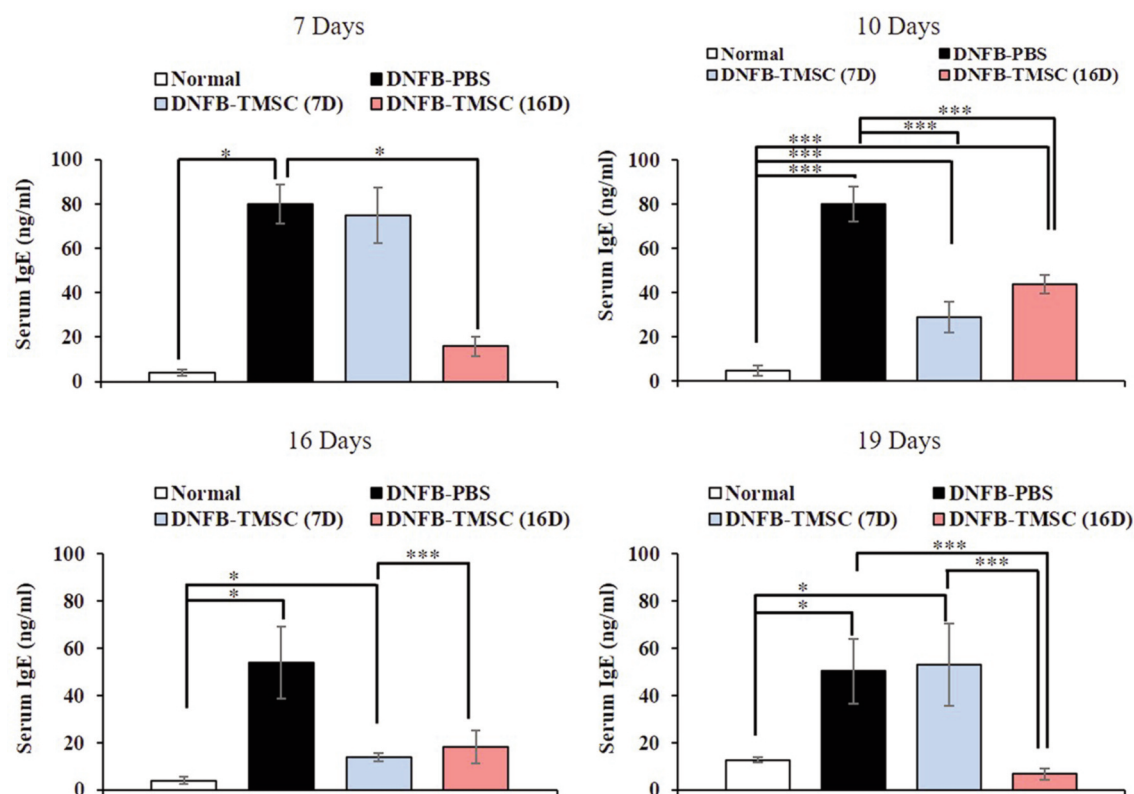 7 Days
□Normal ■DNFB-PBS
□DNFB-TMSC (7D) □DNFB-TMSC (16D)
* *
Serum IgE (ng/ml)
100
80
60
40
20
0
10 Days
□Normal ■DNFB-PBS
□DNFB-TMSC (7D) □DNFB-TMSC (16D)
***
***
***
***
***
Serum IgE (ng/ml)
100
80
60
40
20
0
16 Days
□Normal ■DNFB-PBS
□DNFB-TMSC (7D) □DNFB-TMSC (16D)
***
*
*
Serum IgE (ng/ml)
100
80
60
40
20
0
19 Days
□Normal ■DNFB-PBS
□DNFB-TMSC (7D) □DNFB-TMSC (16D)
***
***
*
*
Serum IgE (ng/ml)
100
80
60
40
20
0